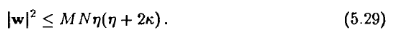 |w|² ≤ MNη(η + 2κ). (5.29)